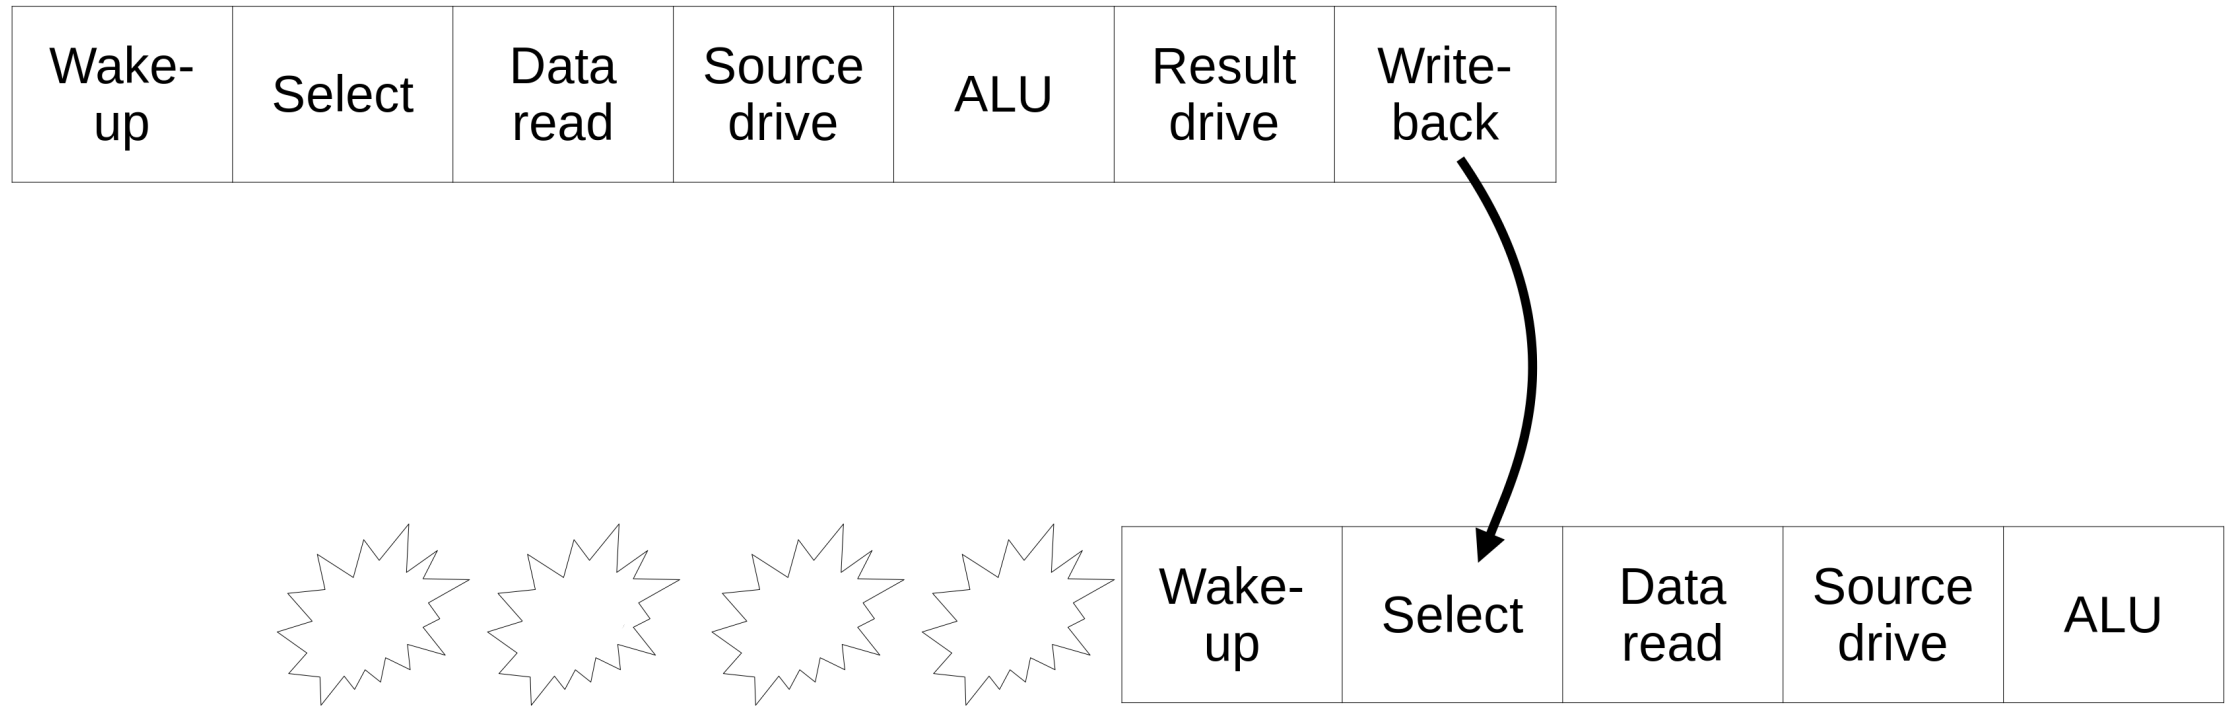 Wake-
up
Select
Data
read
Source
drive
ALU
Result
drive
Write-
back
Wake-
up
Select
Data
read
Source
drive
ALU